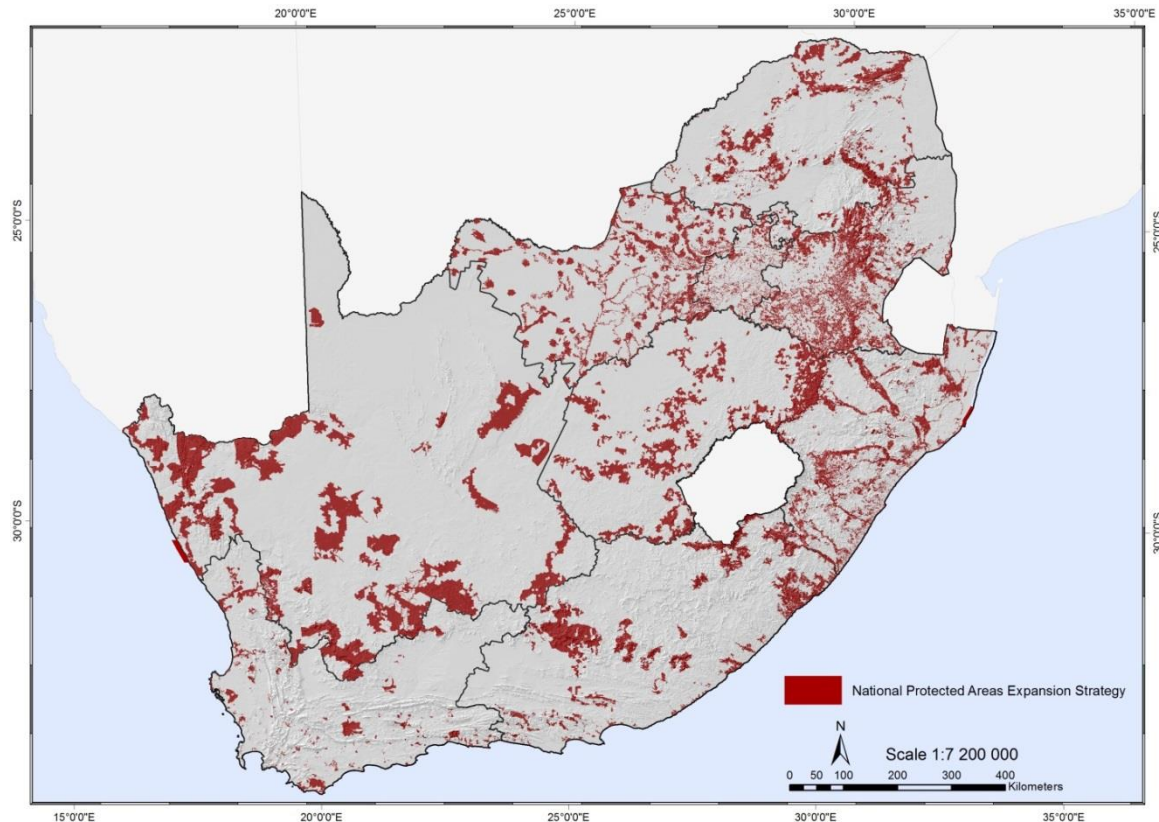 20°0'0"E 25°0'0"E 30°0'0"E 35°0'0"E
25°0'0"S 25°0'0"S
30°0'0"S 30°0'0"S
National Protected Areas Expansion Strategy
N
Scale 1:7 200 000
0 50 100 200 300 400
Kilometers
15°0'0"E 20°0'0"E 25°0'0"E 30°0'0"E 35°0'0"E